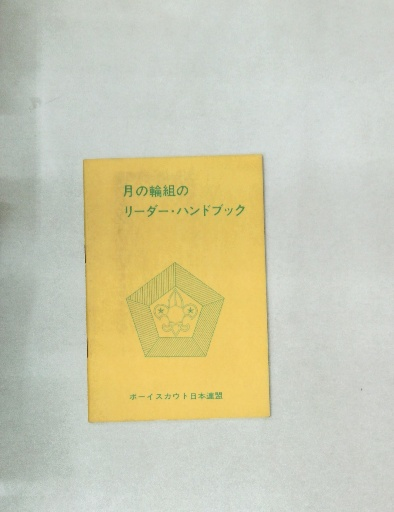 月の輪組の
リーダー・ハンドブック
ボーイスカウト日本連盟